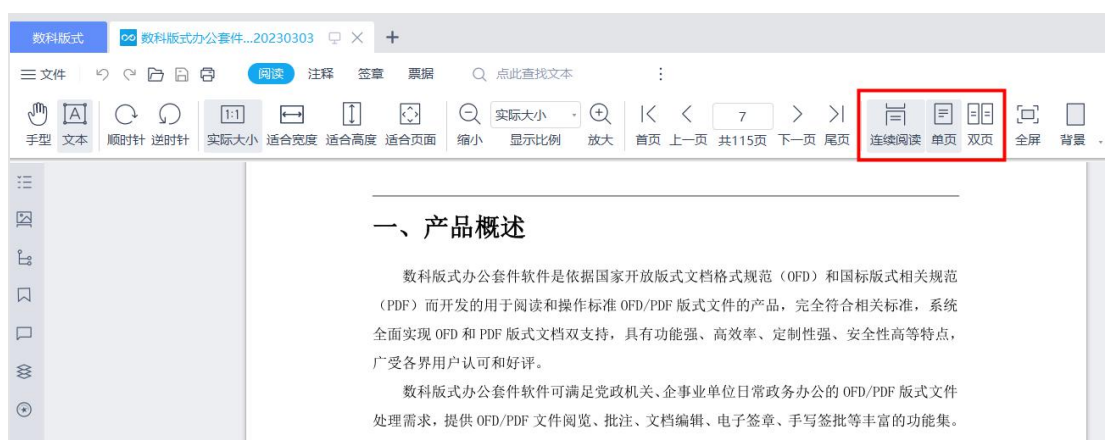 数科版式 数科版式办公套件...20230303
文件 阅读 注释 签章 票据 点此查找文本
1:1 实际大小 7
手型 文本 顺时针 逆时针 实际大小 适合宽度 适合高度 适合页面 缩小 显示比例 放大 首页 上一页 共115页 下一页 尾页 连续阅读 单页 双页 全屏 背景
一、产品概述
数科版式办公套件软件是依据国家开放版式文档格式规范（OFD）和国标版式相关规范
（PDF）而开发的用于阅读和操作标准 OFD/PDF 版式文件的产品，完全符合相关标准，系统
全面实现 OFD 和 PDF 版式文档双支持，具有功能强、高效率、定制性强、安全性高等特点，
广受各界用户认可和好评。
数科版式办公套件软件可满足党政机关、企事业单位日常政务办公的 OFD/PDF 版式文件
处理需求，提供 OFD/PDF 文件阅览、批注、文档编辑、电子签章、手写签批等丰富的功能集。